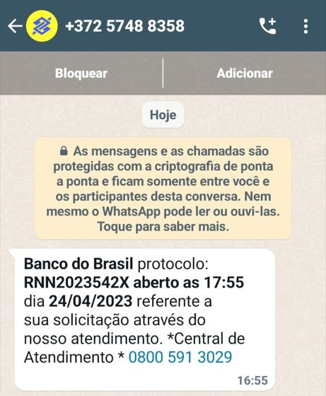 +372 5748 8358
Bloquear
Adicionar
Hoje
As mensagens e as chamadas são
protegidas com a criptografia de ponta
a ponta e ficam somente entre você e
os participantes desta conversa. Nem
mesmo o WhatsApp pode ler ou ouvi-las.
Toque para saber mais.
Banco do Brasil protocolo:
RNN2023542X aberto as 17:55
dia 24/04/2023 referente a
sua solicitação através do
nosso atendimento. *Central de
Atendimento * 0800 591 3029
16:55